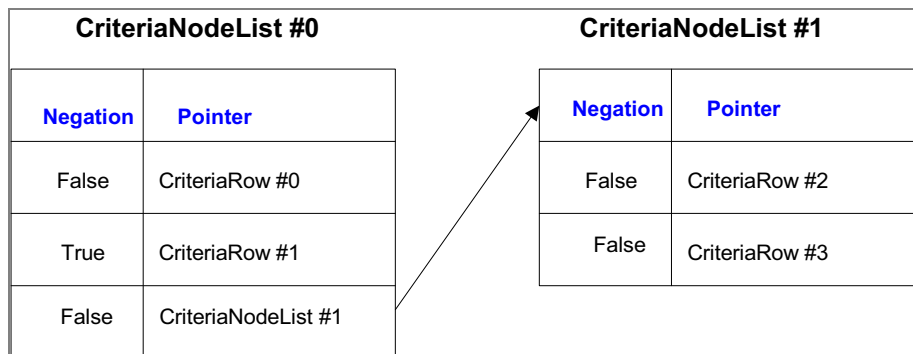 CriteriaNodeList #0
Negation Pointer
False CriteriaRow #0
True CriteriaRow #1
False CriteriaNodeList #1
CriteriaNodeList #1
Negation Pointer
False CriteriaRow #2
False CriteriaRow #3